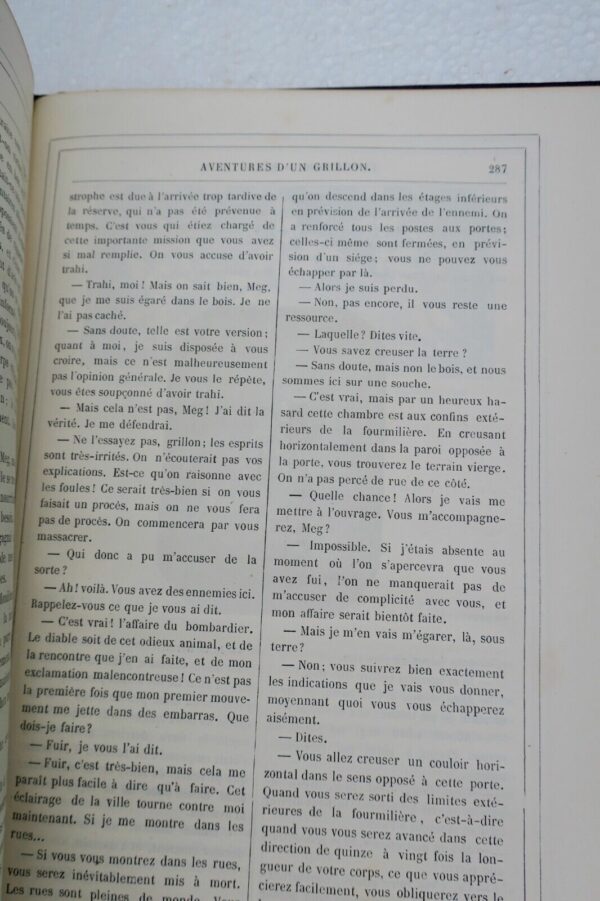 AVENTURES D'UN GRILLON.
287
strophe est due à l'arrivée trop tardive de
la réserve, qui n'a pas été prévenue à
temps. C'est vous qui étiez chargé de
cette importante mission que vous avez
si mal remplie. On vous accuse d'avoir
trahi.
— Trahi, moi! Mais on sait bien, Meg,
que je me suis égaré dans le bois. Je ne
l'ai pas caché.
— Sans doute, telle est votre version;
quant à moi, je suis disposée à vous
croire, mais ce n'est malheureusement
pas l'opinion générale. Je vous le répète,
vous êtes soupçonné d'avoir trahi.
— Mais cela n'est pas, Meg! J'ai dit la
vérité. Je me défendrai.
— Ne l'essayez pas, grillon; les esprits
sont très-irrités. On n'écouterait pas vos
explications. Est-ce qu'on raisonne avec
les foules! Ce serait très-bien si on vous
faisait un procès, mais on ne vous fera
pas de procès. On commencera par vous
massacrer.
— Qui donc a pu m'accuser de la
sorte?
— Ah! voilà. Vous avez des ennemies ici.
Rappelez-vous ce que je vous ai dit.
— C'est vrai! l'affaire du bombardier.
Le diable soit de cet odieux animal, et de
la rencontre que j'en ai faite, et de mon
exclamation malencontreuse! Ce n'est pas
la première fois que mon premier mouve-
ment me jette dans des embarras. Que
dois-je faire?
— Fuir, je vous l'ai dit.
— Fuir, c'est très-bien, mais cela me
paraît plus facile à dire qu'à faire. Cet
éclairage de la ville tourne contre moi
maintenant. Si je me montre dans les
rues...
— Si vous vous montrez dans les rues,
vous serez inévitablement mis à mort.
Les rues sont pleines de monde. Vous
qu'on descend dans les étages inférieurs
en prévision de l'arrivée de l'ennemi. On
a renforcé tous les postes aux portes;
celles-ci même sont fermées, en prévi-
sion d'un siége; vous ne pouvez vous
échapper par là.
— Alors je suis perdu.
— Non, pas encore, il vous reste une
ressource.
— Laquelle? Dites vite.
— Vous savez creuser la terre?
— Sans doute, mais non le bois, et nous
sommes ici sur une souche.
— C'est vrai, mais par un heureux ha-
sard cette chambre est aux confins exté-
rieurs de la fourmilière. En creusant
horizontalement dans la paroi opposée à
la porte, vous trouverez le terrain vierge.
On n'a pas percé de rue de ce côté.
— Quelle chance! Alors je vais me
mettre à l'ouvrage. Vous m'accompagne-
rez, Meg?
— Impossible. Si j'étais absente au
moment où l'on s'apercevra que vous
avez fui, l'on ne manquerait pas de
m'accuser de complicité avec vous, et
mon affaire serait bientôt faite.
— Mais je m'en vais m'égarer, là, sous
terre?
— Non; vous suivrez bien exactement
les indications que je vais vous donner,
moyennant quoi vous vous échapperez
aisément.
— Dites.
— Vous allez creuser un couloir hori-
zontal dans le sens opposé à cette porte.
Quand vous serez sorti des limites exté-
rieures de la fourmilière, c'est-à-dire
quand vous vous serez avancé dans cette
direction de quinze à vingt fois la lon-
gueur de votre corps, ce que vous appré-
cierez facilement, vous obliquerez vers le